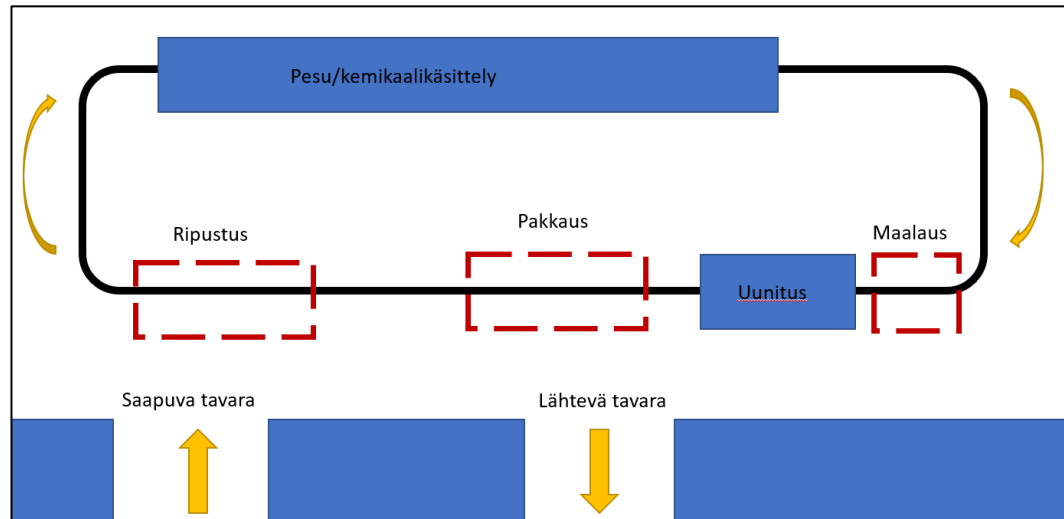 Pesu/kemikaalikäsittely
Ripustus
Pakkaus
Maalaus
Uunitus
Saapuva tavara
Lähtevä tavara